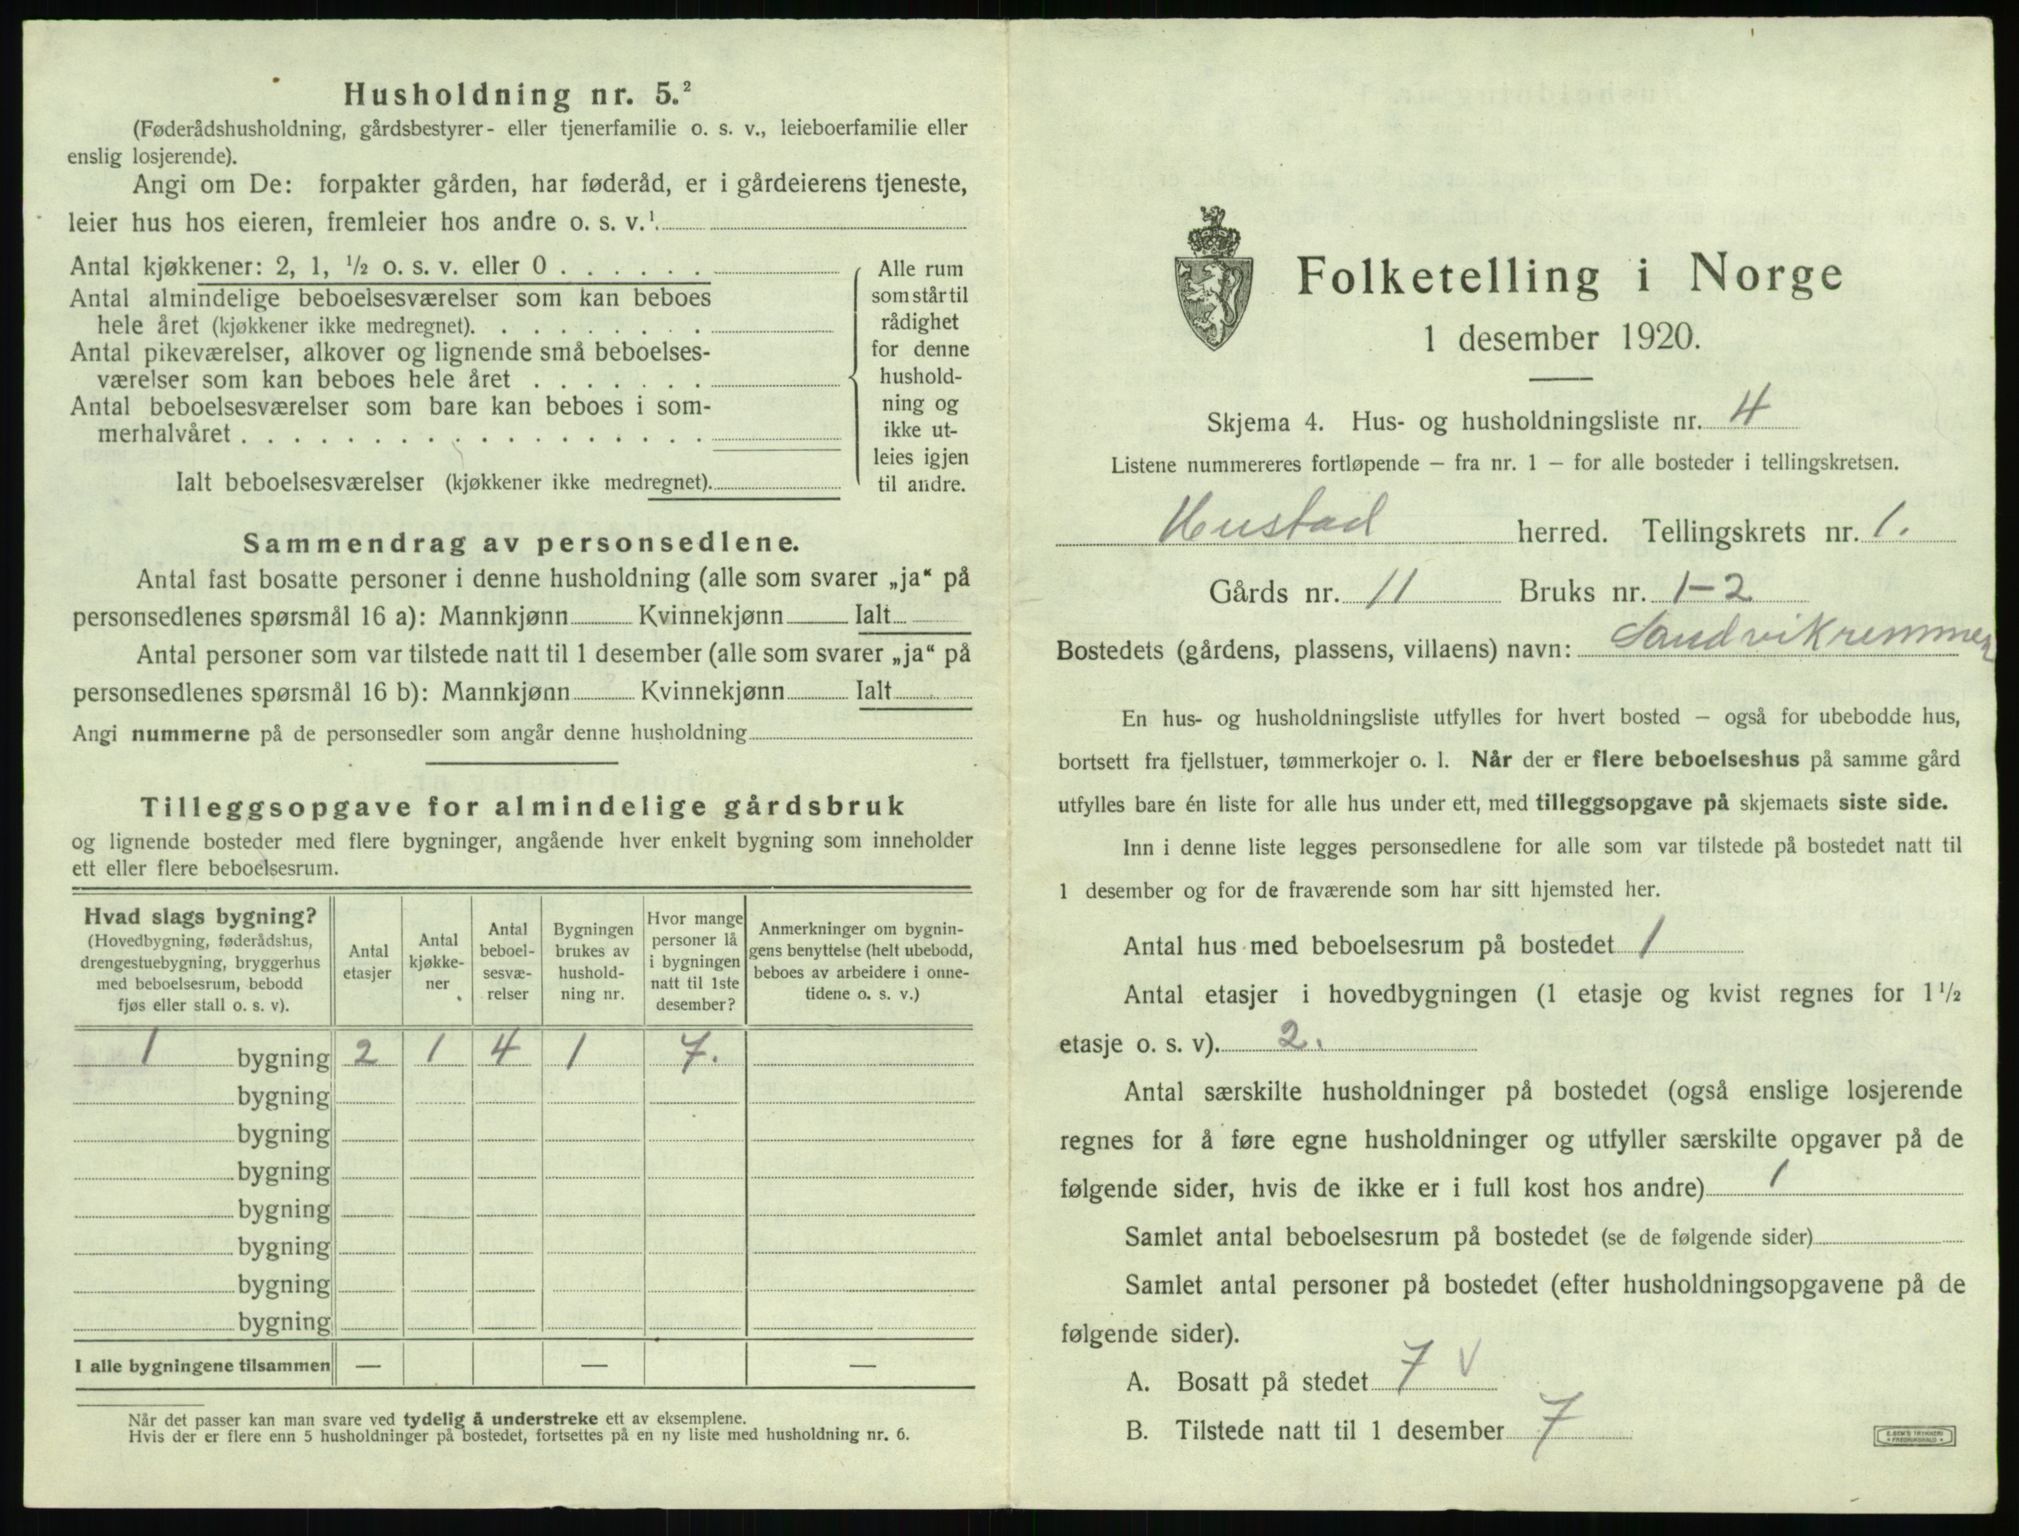 Husholdning nr. 5.²
(Føderådshusholdning, gårdsbestyrer- eller tjenerfamilie o. s. v., leieboerfamilie eller
enslig losjerende).
Angi om De: forpakter gården, har føderåd, er i gårdeierens tjeneste,
leier hus hos eieren, fremleier hos andre o. s. v.¹
Antal kjøkkener: 2, 1, ½ o. s. v. eller 0 . . . . . .
Antal almindelige beboelsesværelser som kan beboes
hele året (kjøkkener ikke medregnet). . . . . . . . .
Antal pikeværelser, alkover og lignende små beboelses-
værelser som kan beboes hele året . . . . . . .
Antal beboelsesværelser som bare kan beboes i som-
merhalvåret . . . . . . . . . . . . . . . . . .
Ialt beboelsesværelser (kjøkkener ikke medregnet).
Alle rum
som står til
rådighet
for denne
hushold-
ning og
ikke ut-
leies igjen
til andre.
Sammendrag av personsedlene.
Antal fast bosatte personer i denne husholdning (alle som svarer „ja“ på
personsedlenes spørsmål 16 a): Mannkjønn Kvinnekjønn Ialt
Antal personer som var tilstede natt til 1 desember (alle som svarer „ja“ på
personsedlenes spørsmål 16 b): Mannkjønn Kvinnekjønn Ialt
Angi nummerne på de personsedler som angår denne husholdning
Tilleggsopgave for almindelige gårdsbruk
og lignende bosteder med flere bygninger, angående hver enkelt bygning som inneholder
ett eller flere beboelsesrum.
Hvad slags bygning?
(Hovedbygning, føderådshus,
drengestuebygning, bryggerhus
med beboelsesrum, bebodd
fjøs eller stall o. s. v).
Antal
etasjer
Antal
kjøkke-
ner
Antal
beboel-
sesvæ-
relser
Bygningen
brukes av
hushold-
ning nr.
Hvor mange
personer lå
i bygningen
natt til 1ste
desember?
Anmerkninger om bygnin-
gens benyttelse (helt ubebodd,
beboes av arbeidere i onne-
tidene o. s. v.)
1 bygning 2 1 4 1 7.
bygning
bygning
bygning
bygning
bygning
bygning
bygning
I alle bygningene tilsammen — — —
Når det passer kan man svare ved tydelig å understreke ett av eksemplene.
Hvis der er flere enn 5 husholdninger på bostedet, fortsettes på en ny liste med husholdning nr. 6.
Folketelling i Norge
1 desember 1920.
Skjema 4. Hus- og husholdningsliste nr. 4
Listene nummereres fortløpende – fra nr. 1 – for alle bosteder i tellingskretsen.
Hustad herred. Tellingskrets nr. 1.
Gårds nr. 11 Bruks nr. 1-2
Bostedets (gårdens, plassens, villaens) navn: Sandvikremmen
En hus- og husholdningsliste utfylles for hvert bosted – også for ubebodde hus,
bortsett fra fjellstuer, tømmerkojer o. l. Når der er flere beboelseshus på samme gård
utfylles bare én liste for alle hus under ett, med tilleggsopgave på skjemaets siste side.
Inn i denne liste legges personsedlene for alle som var tilstede på bostedet natt til
1 desember og for de fraværende som har sitt hjemsted her.
Antal hus med beboelsesrum på bostedet 1
Antal etasjer i hovedbygningen (1 etasje og kvist regnes for 1½
etasje o. s. v). 2.
Antal særskilte husholdninger på bostedet (også enslige losjerende
regnes for å føre egne husholdninger og utfyller særskilte opgaver på de
følgende sider, hvis de ikke er i full kost hos andre) 1
Samlet antal beboelsesrum på bostedet (se de følgende sider)
Samlet antal personer på bostedet (efter husholdningsopgavene på de
følgende sider).
A. Bosatt på stedet 7 v
B. Tilstede natt til 1 desember 7